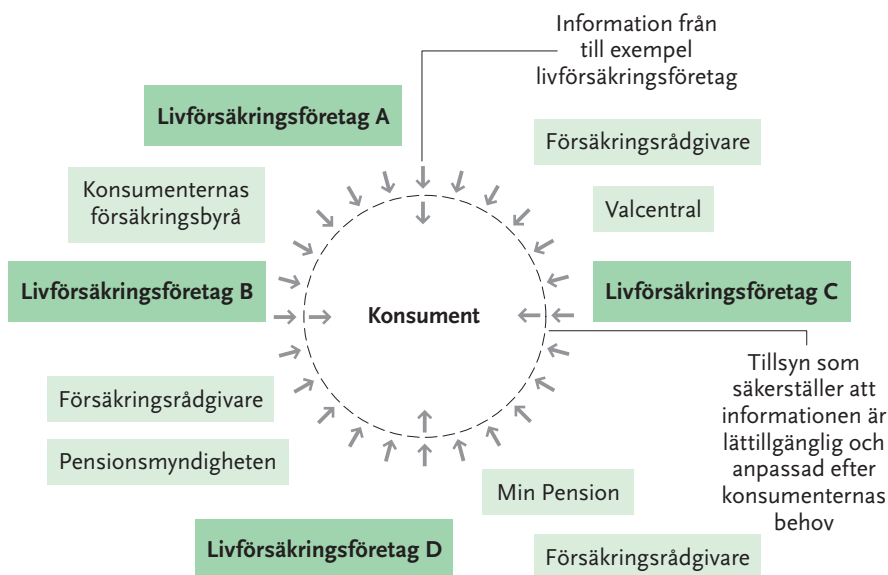 Information från
till exempel
livförsäkringsföretag
Livförsäkringsföretag A
Försäkringsrådgivare
Konsumenternas
försäkringsbyrå
Valcentral
Livförsäkringsföretag B
Konsument
Livförsäkringsföretag C
Tillsyn som
säkerställer att
informationen är
lättillgänglig och
anpassad efter
konsumenternas
behov
Försäkringsrådgivare
Pensionsmyndigheten
Min Pension
Livförsäkringsföretag D
Försäkringsrådgivare